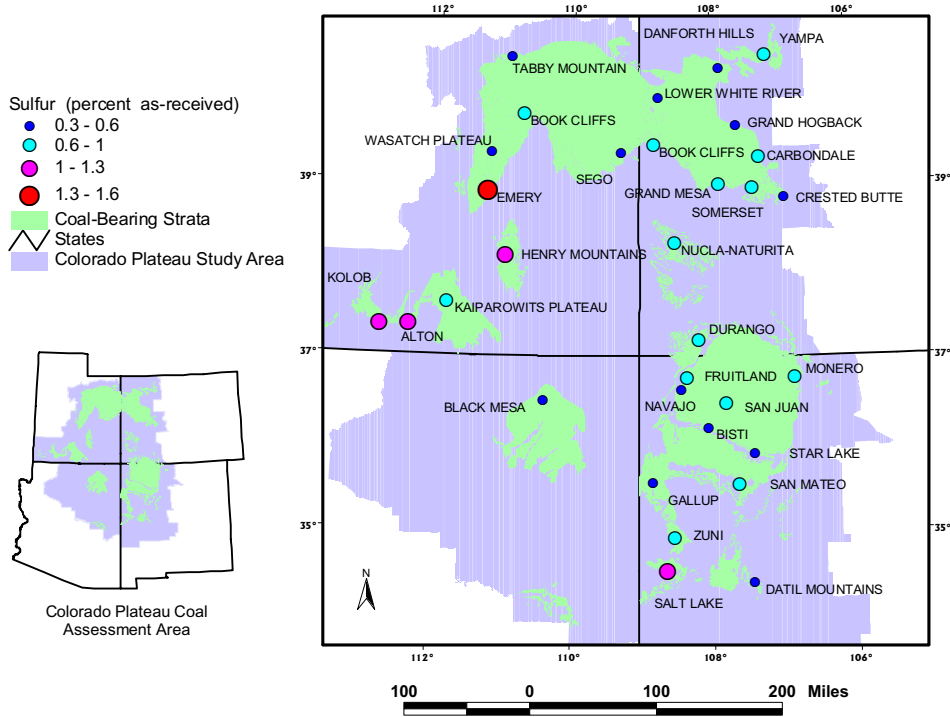 112° 110° 108° 106°
DANFORTH HILLS
YAMPA
TABBY MOUNTAIN
LOWER WHITE RIVER
Sulfur (percent as-received)
0.3 - 0.6
0.6 - 1
1 - 1.3
1.3 - 1.6
Coal-Bearing Strata
States
Colorado Plateau Study Area
BOOK CLIFFS
GRAND HOGBACK
WASATCH PLATEAU
BOOK CLIFFS
CARBONDALE
39°
SEGO
GRAND MESA
39°
EMERY
SOMERSET
CRESTED BUTTE
HENRY MOUNTAINS
NUCLA-NATURITA
KOLOB
KAIPAROWITS PLATEAU
ALTON
DURANGO
37°
37°
FRUITLAND
MONERO
BLACK MESA
NAVAJO
SAN JUAN
BISTI
STAR LAKE
SAN MATEO
GALLUP
35°
35°
ZUNI
N
SALT LAKE
DATIL MOUNTAINS
Colorado Plateau Coal
Assessment Area
112° 110° 108° 106°
100 0 100 200 Miles